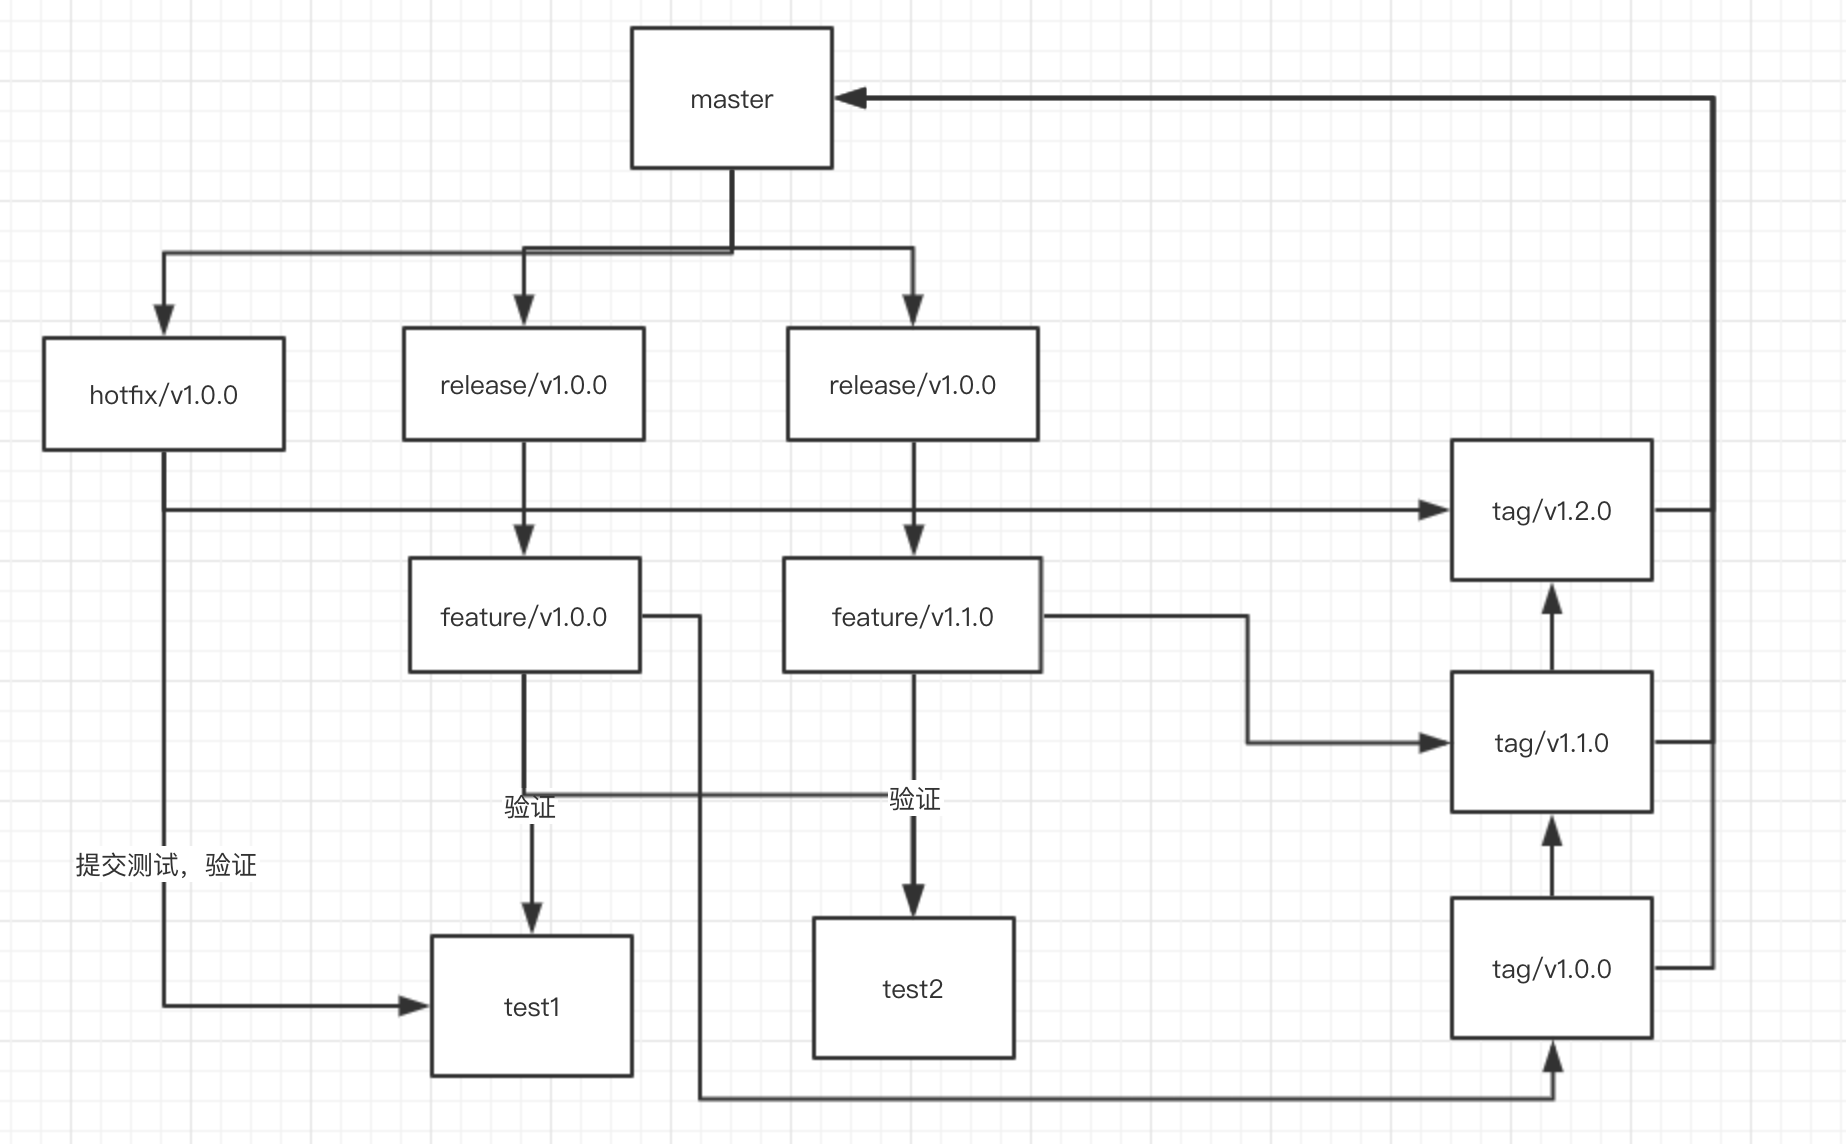 master
hotfix/v1.0.0
release/v1.0.0
release/v1.0.0
tag/v1.2.0
feature/v1.0.0
feature/v1.1.0
tag/v1.1.0
验证
验证
提交测试，验证
tag/v1.0.0
test1
test2